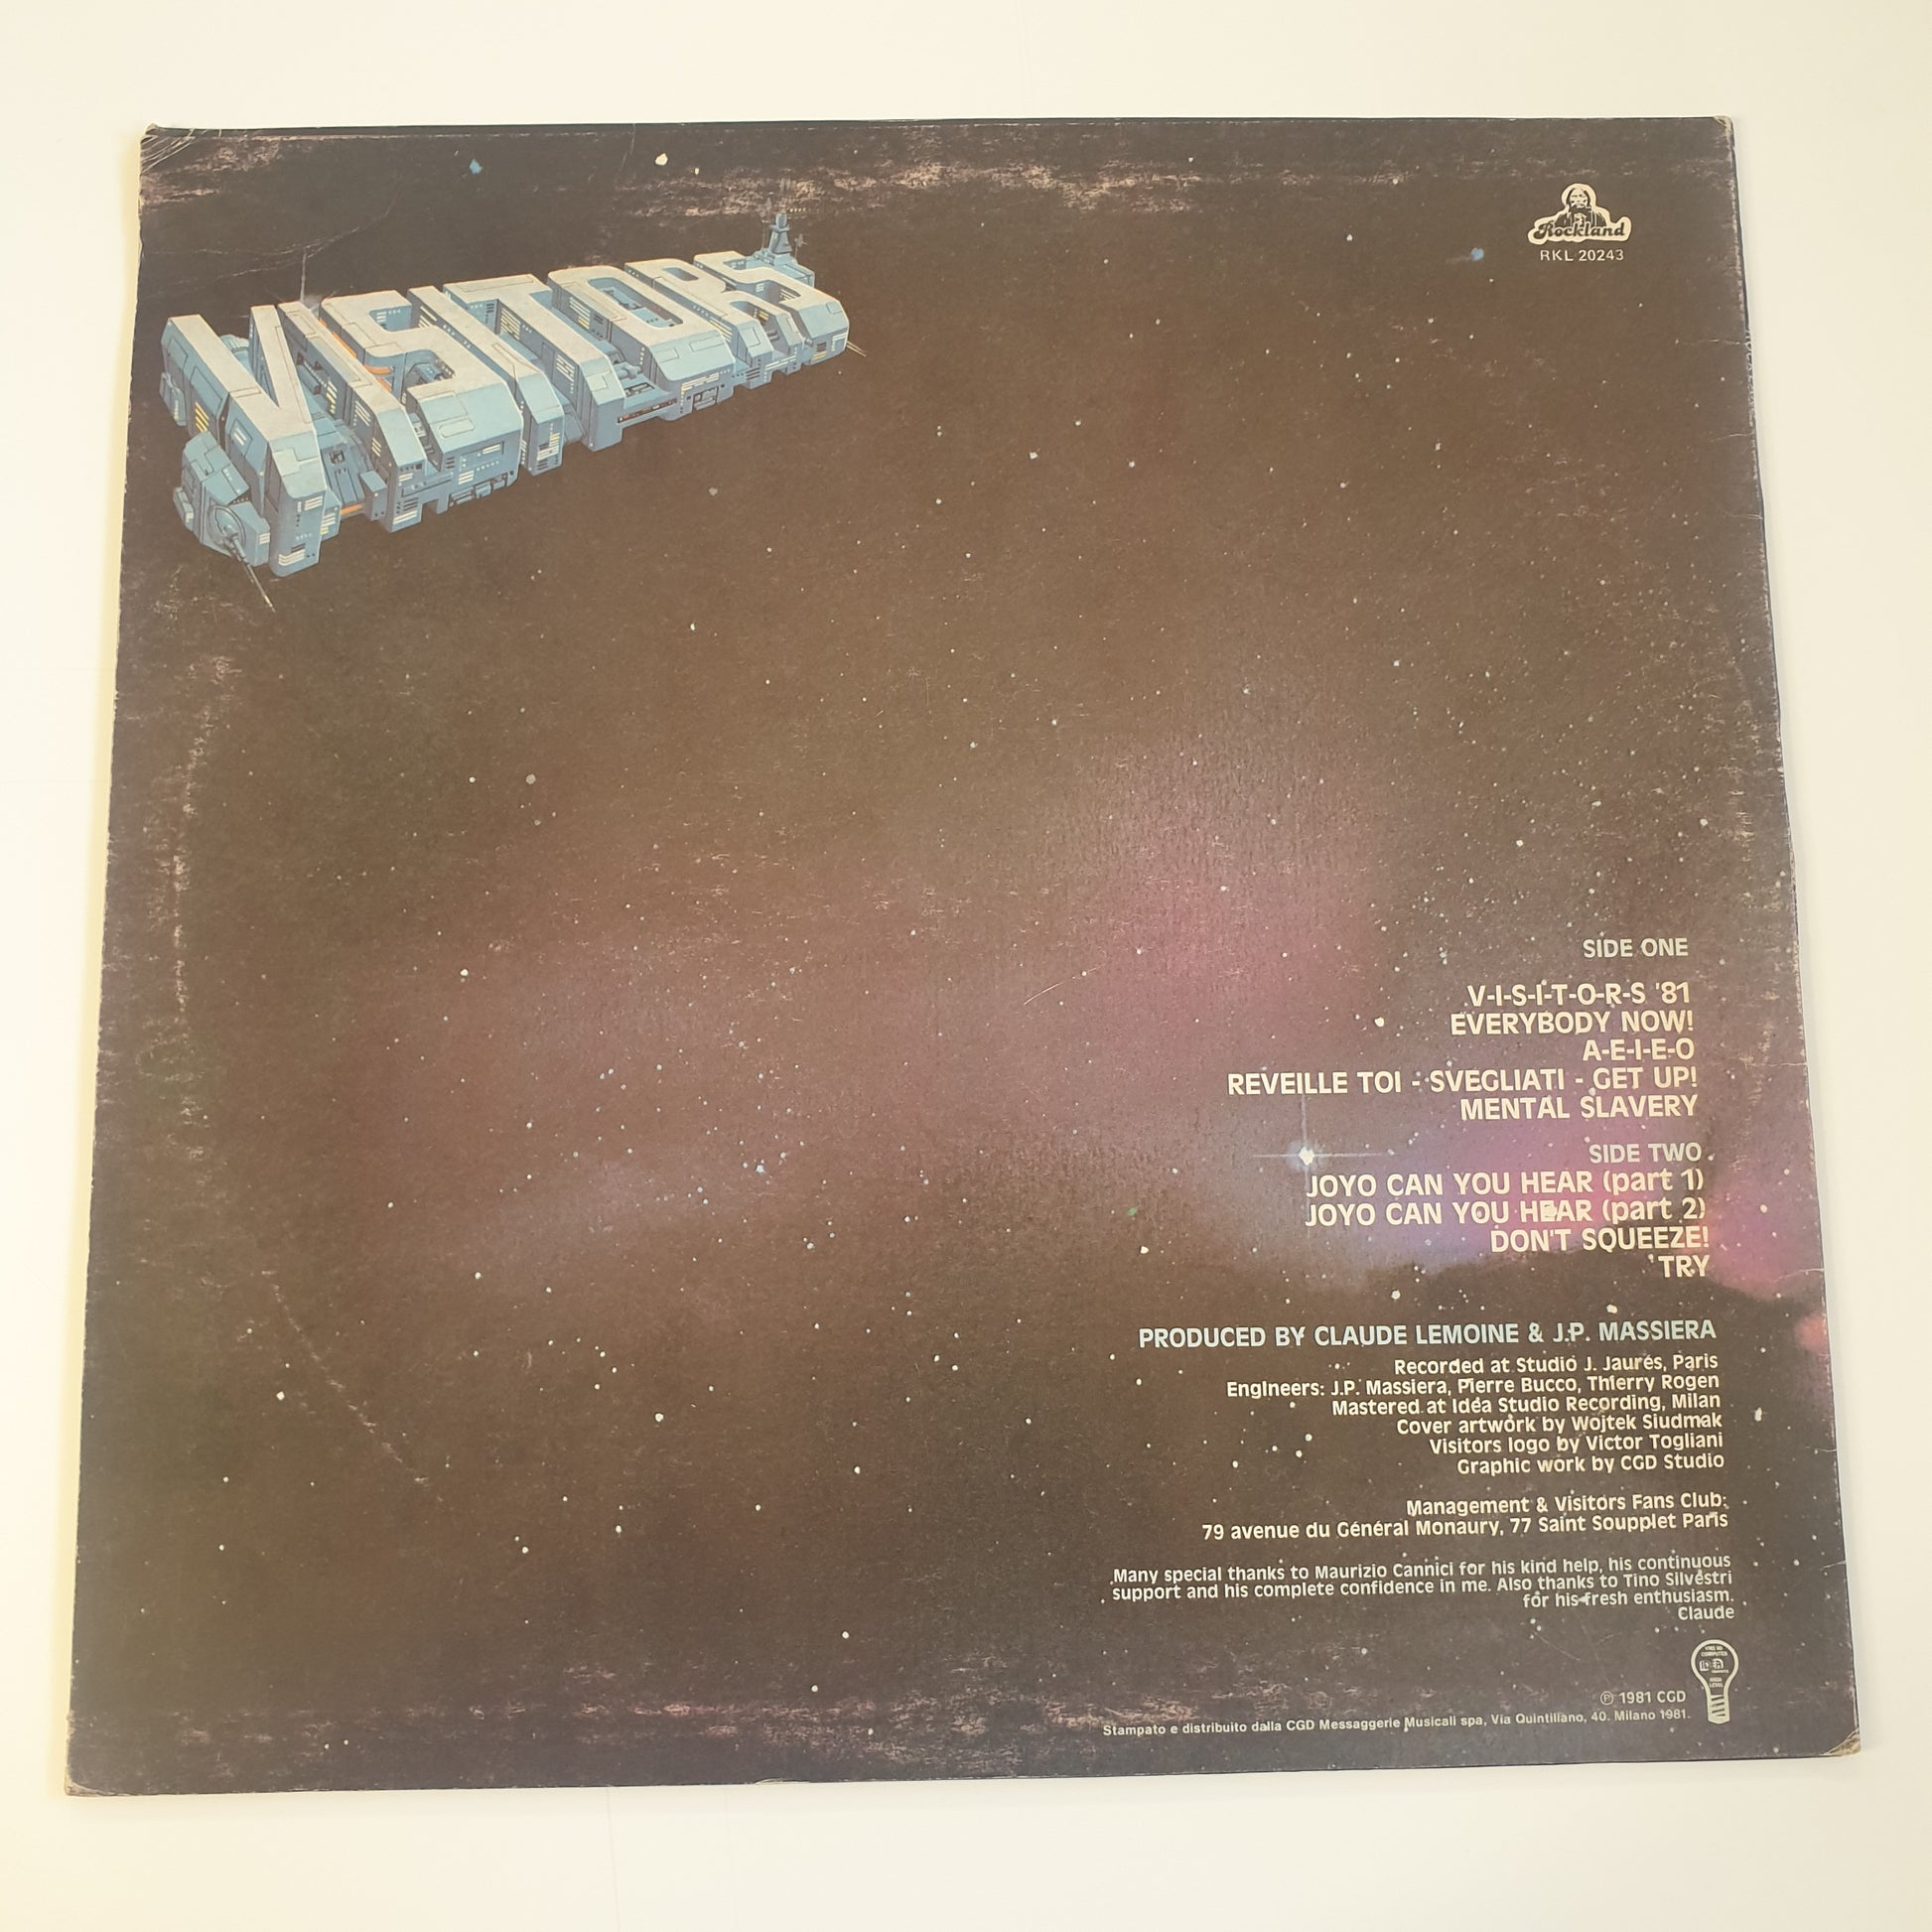 VISITORS
Rockland
RKL 20243
SIDE ONE
V-I-S-I-T-O-R-S '81
EVERYBODY NOW!
A-E-I-E-O
REVEILLE TOI - SVEGLIATI - GET UP!
MENTAL SLAVERY
SIDE TWO
JOYO CAN YOU HEAR (part 1)
JOYO CAN YOU HEAR (part 2)
DON'T SQUEEZE!
TRY
PRODUCED BY CLAUDE LEMOINE & J.P. MASSIERA
Recorded at Studio J. Jaurés, Paris
Engineers: J.P. Massiera, Pierre Bucco, Thierry Rogen
Mastered at Idea Studio Recording, Milan
Cover artwork by Wojtek Siudmak
Visitors logo by Victor Togliani
Graphic work by CGD Studio
Management & Visitors Fans Club:
79 avenue du Général Monaury, 77 Saint Soupplet Paris
Many special thanks to Maurizio Cannici for his kind help, his continuous
support and his complete confidence in me. Also thanks to Tino Silvestri
for his fresh enthusiasm.
Claude
COMPUTER
IDEA
℗ 1981 CGD
Stampato e distribuito dalla CGD Messaggerie Musicali spa, Via Quintiliano, 40. Milano 1981.